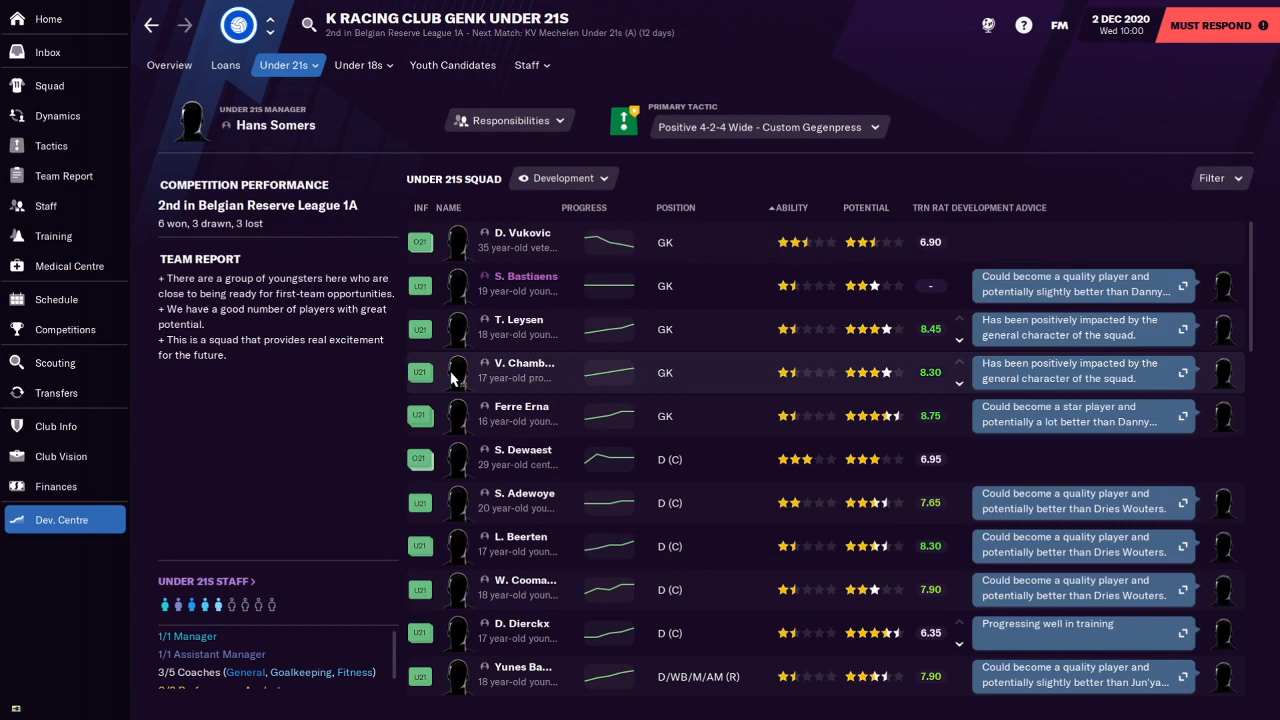 Home
Inbox
Squad
Dynamics
Tactics
Team Report
Staff
Training
Medical Centre
Schedule
Competitions
Scouting
Transfers
Club Info
Club Vision
Finances
Dev. Centre
K RACING CLUB GENK UNDER 21S
2nd in Belgian Reserve League 1A - Next Match: KV Mechelen Under 21s (A) (12 days)
FM
2 DEC 2020
Wed 10:00
MUST RESPOND
Overview
Loans
Under 21s
Under 18s
Youth Candidates
Staff
UNDER 21S MANAGER
Hans Somers
Responsibilities
PRIMARY TACTIC
Positive 4-2-4 Wide - Custom Gegenpress
COMPETITION PERFORMANCE
2nd in Belgian Reserve League 1A
6 won, 3 drawn, 3 lost
TEAM REPORT
+ There are a group of youngsters here who are
close to being ready for first-team opportunities.
+ We have a good number of players with great
potential.
+ This is a squad that provides real excitement
for the future.
UNDER 21S STAFF >
1/1 Manager
1/1 Assistant Manager
3/5 Coaches (General, Goalkeeping, Fitness)
UNDER 21S SQUAD
Development
Filter
INF NAME PROGRESS POSITION ABILITY POTENTIAL TRN RAT DEVELOPMENT ADVICE
O21 D. Vukovic GK 6.90
35 year-old vete...
U21 S. Bastiaens GK - Could become a quality player and
19 year-old youn... potentially slightly better than Danny...
U21 T. Leysen GK 8.45 Has been positively impacted by the
18 year-old youn... general character of the squad.
U21 V. Chamb... GK 8.30 Has been positively impacted by the
17 year-old pro... general character of the squad.
U21 Ferre Erna GK 8.75 Could become a star player and
16 year-old youn... potentially a lot better than Danny...
O21 S. Dewaest D (C) 6.95
29 year-old cent...
U21 S. Adewoye D (C) 7.65 Could become a quality player and
20 year-old you... potentially better than Dries Wouters.
U21 L. Beerten D (C) 8.30 Could become a quality player and
17 year-old youn... potentially better than Dries Wouters.
U21 W. Cooma... D (C) 7.90 Could become a quality player and
18 year-old youn... potentially better than Dries Wouters.
U21 D. Dierckx D (C) 6.35 Progressing well in training
17 year-old youn...
U21 Yunes Ba... D/WB/M/AM (R) 7.90 Could become a quality player and
18 year-old youn... potentially slightly better than Jun'ya...